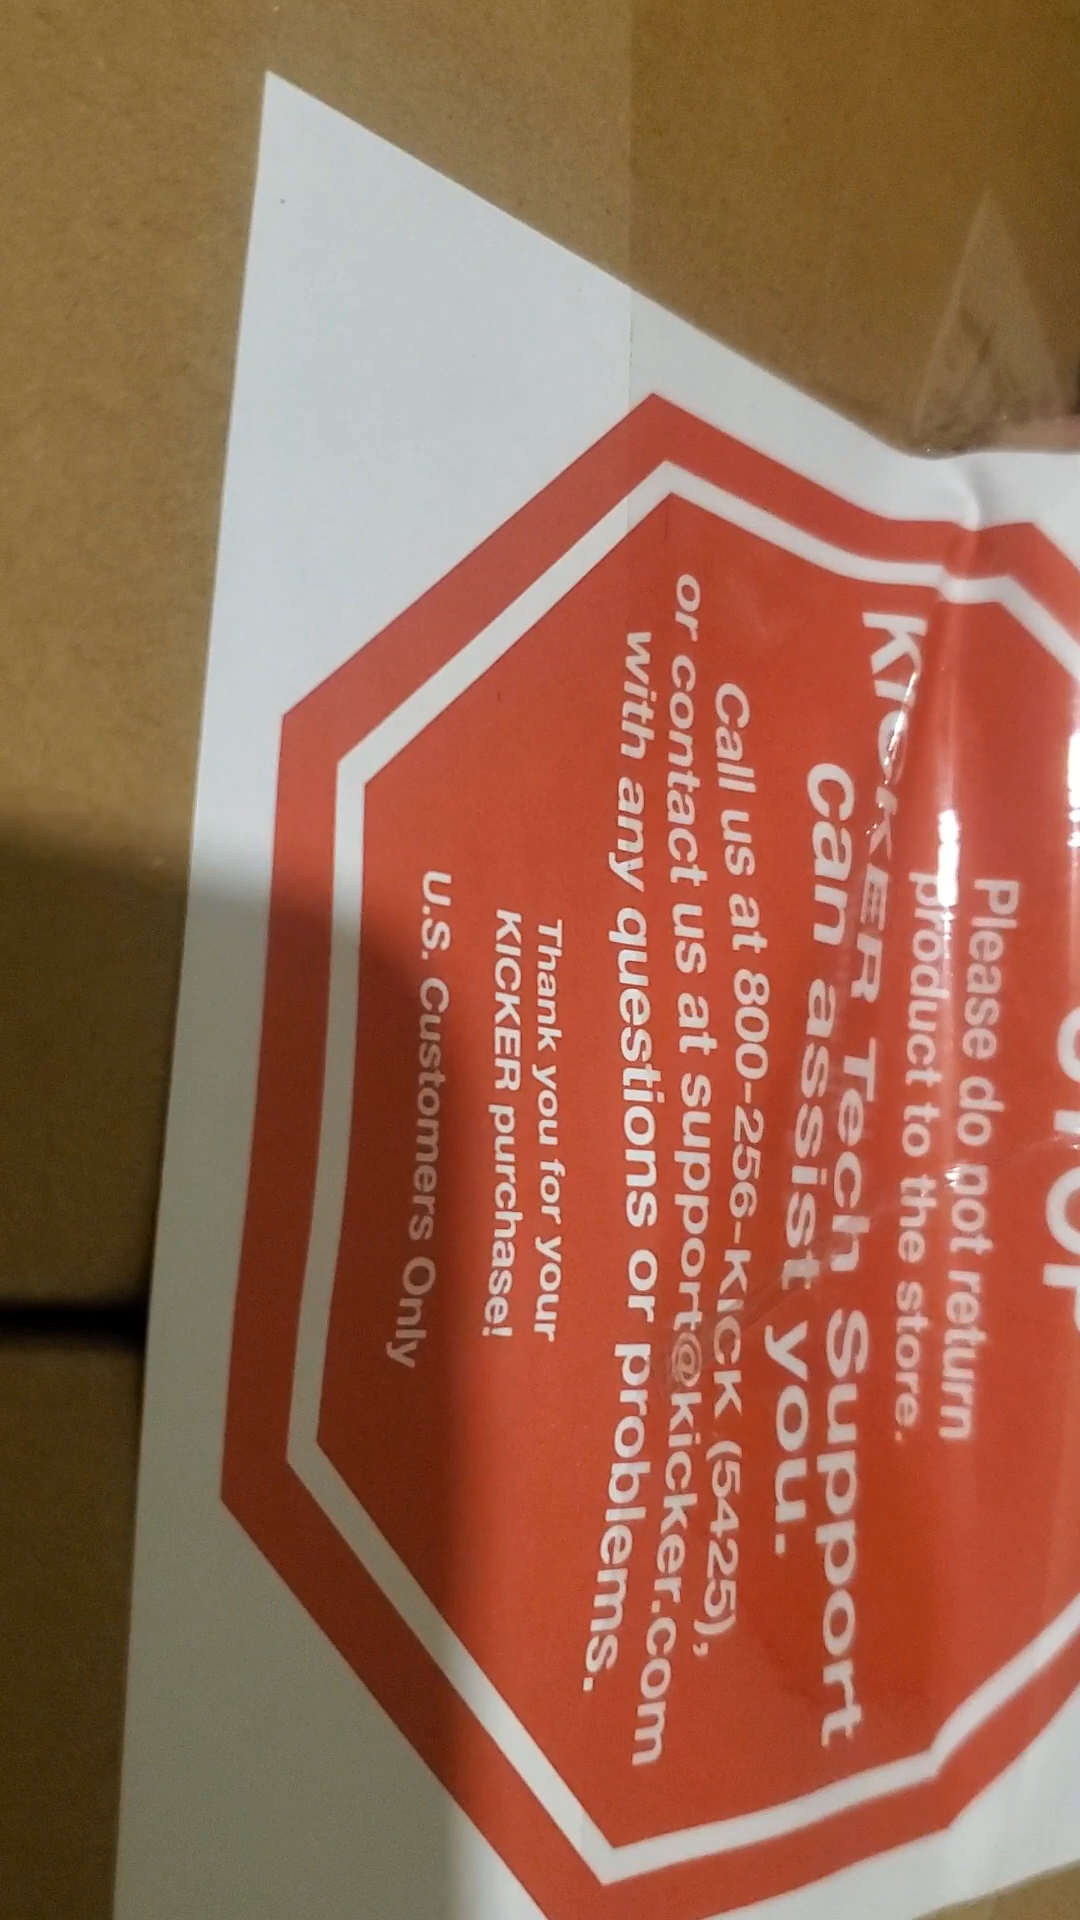 STOP
Please do not return
product to the store.
KICKER Tech Support
can assist you.
Call us at 800-256-KICK (5425),
or contact us at support@kicker.com
with any questions or problems.
Thank you for your
KICKER purchase!
U.S. Customers Only